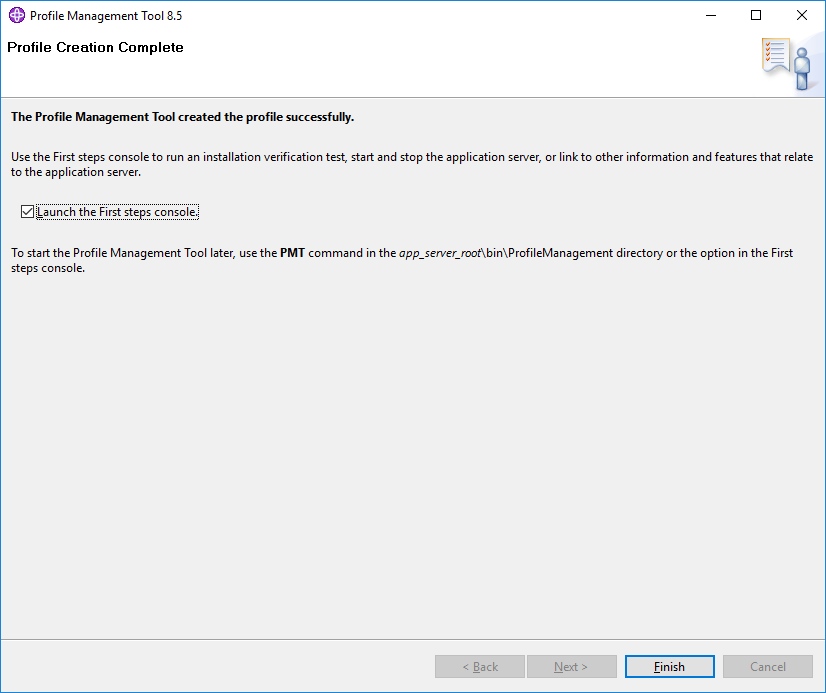 Profile Management Tool 8.5
Profile Creation Complete
The Profile Management Tool created the profile successfully.
Use the First steps console to run an installation verification test, start and stop the application server, or link to other information and features that relate
to the application server.
Launch the First steps console.
To start the Profile Management Tool later, use the PMT command in the app_server_root\bin\ProfileManagement directory or the option in the First
steps console.
< Back Next > Finish Cancel